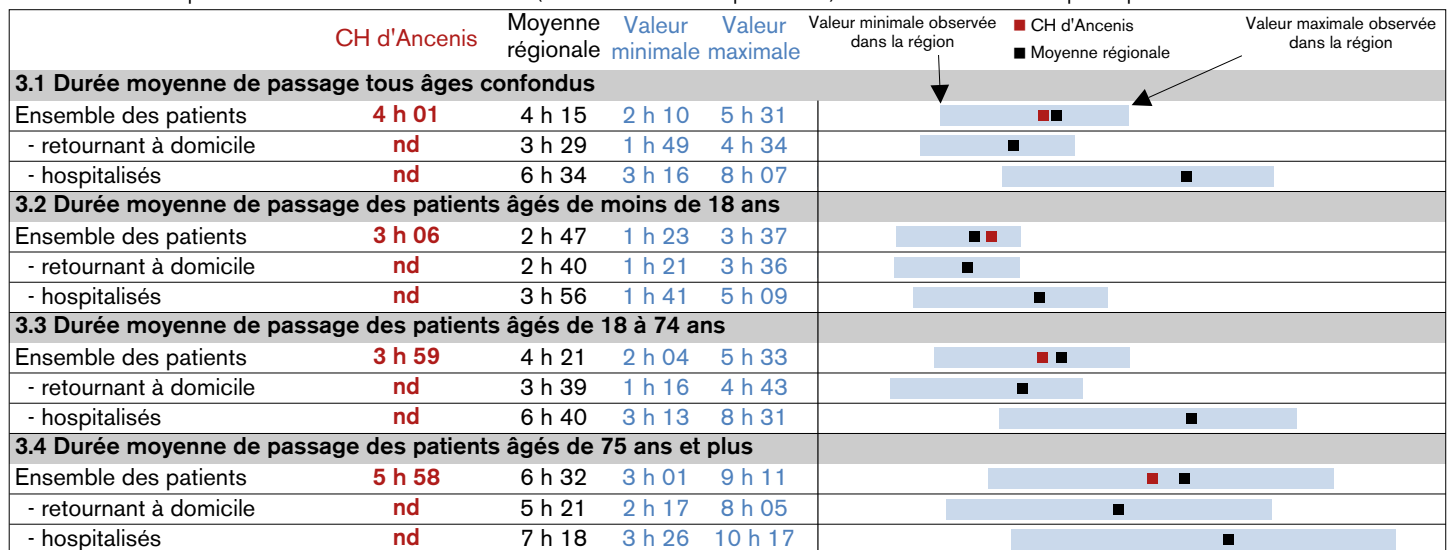 CH d'Ancenis Moyenne régionale Valeur minimale Valeur maximale Valeur minimale observée dans la région ■ CH d'Ancenis ■ Moyenne régionale Valeur maximale observée dans la région
3.1 Durée moyenne de passage tous âges confondus
Ensemble des patients 4 h 01 4 h 15 2 h 10 5 h 31
- retournant à domicile nd 3 h 29 1 h 49 4 h 34
- hospitalisés nd 6 h 34 3 h 16 8 h 07
3.2 Durée moyenne de passage des patients âgés de moins de 18 ans
Ensemble des patients 3 h 06 2 h 47 1 h 23 3 h 37
- retournant à domicile nd 2 h 40 1 h 21 3 h 36
- hospitalisés nd 3 h 56 1 h 41 5 h 09
3.3 Durée moyenne de passage des patients âgés de 18 à 74 ans
Ensemble des patients 3 h 59 4 h 21 2 h 04 5 h 33
- retournant à domicile nd 3 h 39 1 h 16 4 h 43
- hospitalisés nd 6 h 40 3 h 13 8 h 31
3.4 Durée moyenne de passage des patients âgés de 75 ans et plus
Ensemble des patients 5 h 58 6 h 32 3 h 01 9 h 11
- retournant à domicile nd 5 h 21 2 h 17 8 h 05
- hospitalisés nd 7 h 18 3 h 26 10 h 17